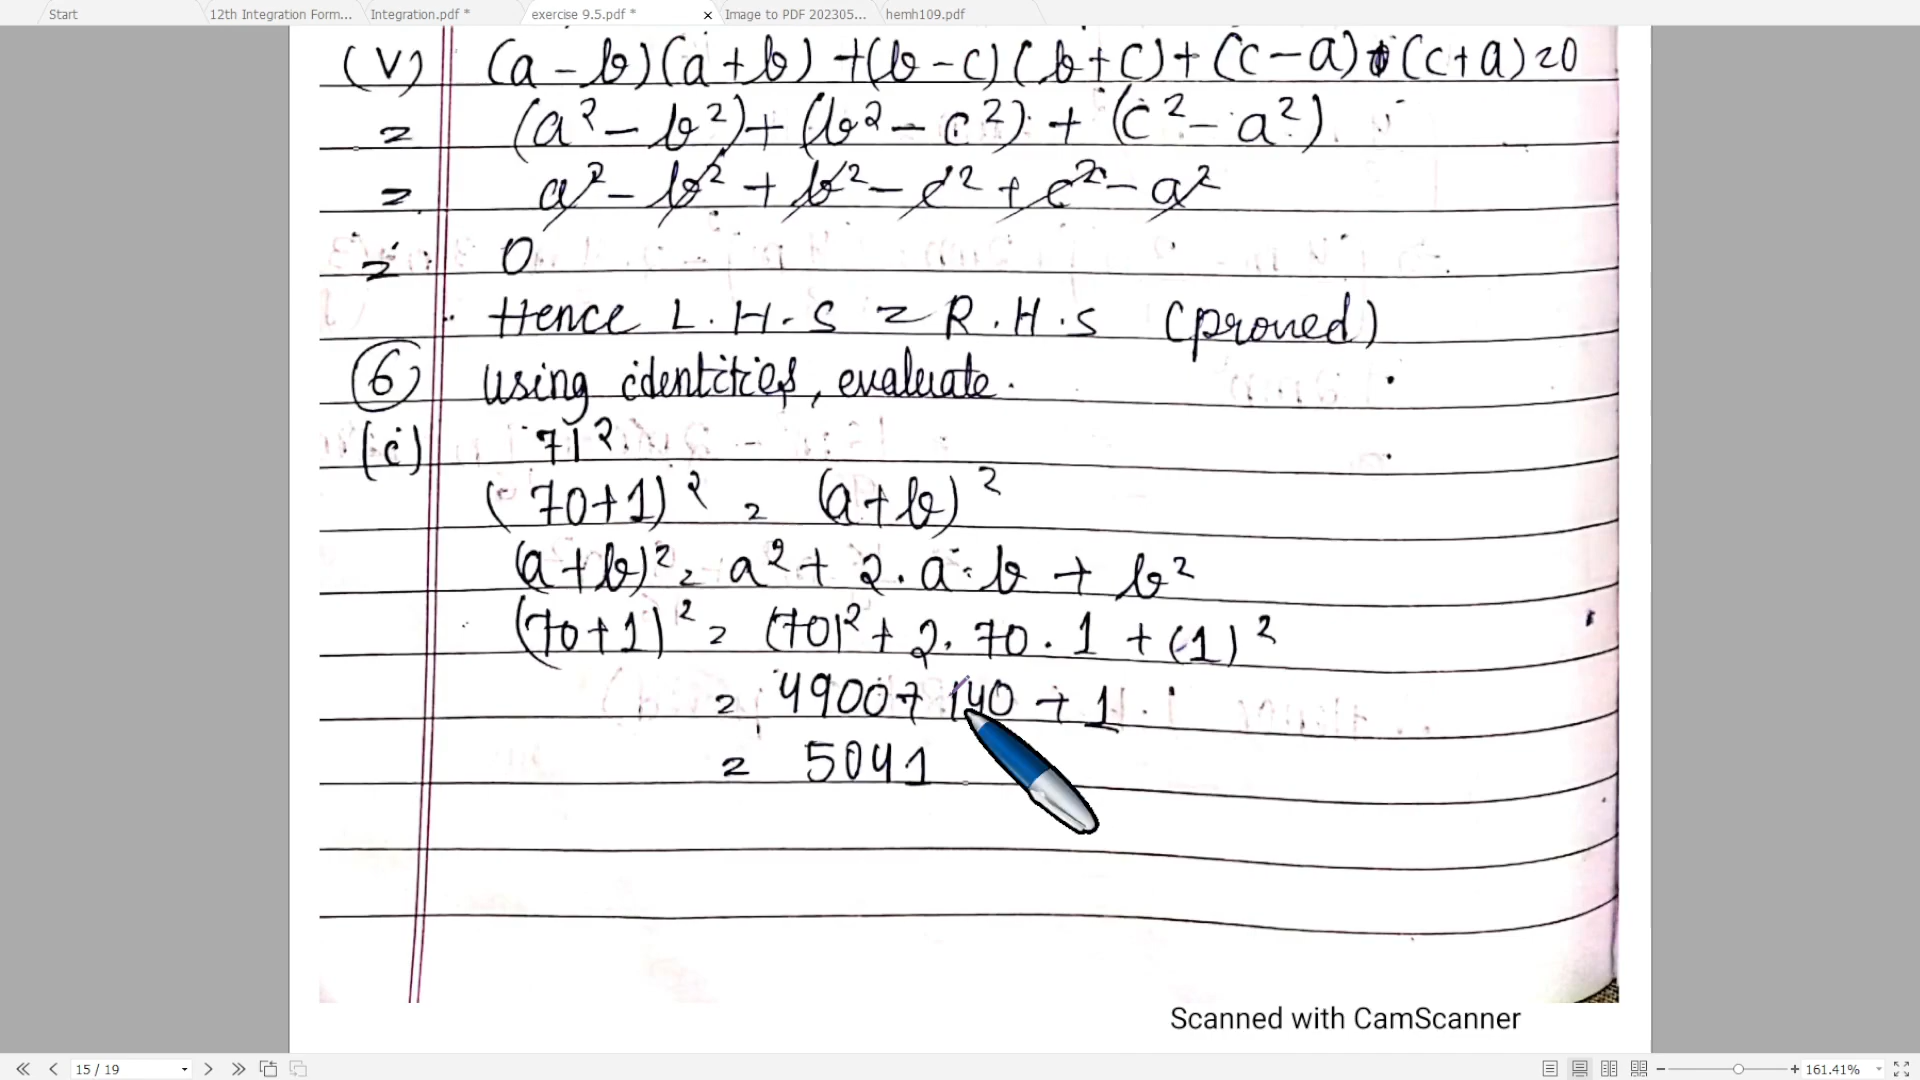 Start 12th Integration Form... Integration.pdf * exercise 9.5.pdf * × Image to PDF 202305... hemh109.pdf
(V) (a-b)(a+b) +(b-c)(b+c)+(c-a) (c+a)=0
= (a²-b²)+(b²-c²)+(c²-a²)
= a²-b²+b²-c²+c²-a²
= 0
Hence L.H.S = R.H.S (proved)
6 using identities, evaluate.
(i) 71²
(70+1)² = (a+b)²
(a+b)² = a²+2.a.b+b²
(70+1)² = (70)²+2.70.1+(1)²
= 4900+140+1
= 5041
Scanned with CamScanner
15 / 19 161.41%